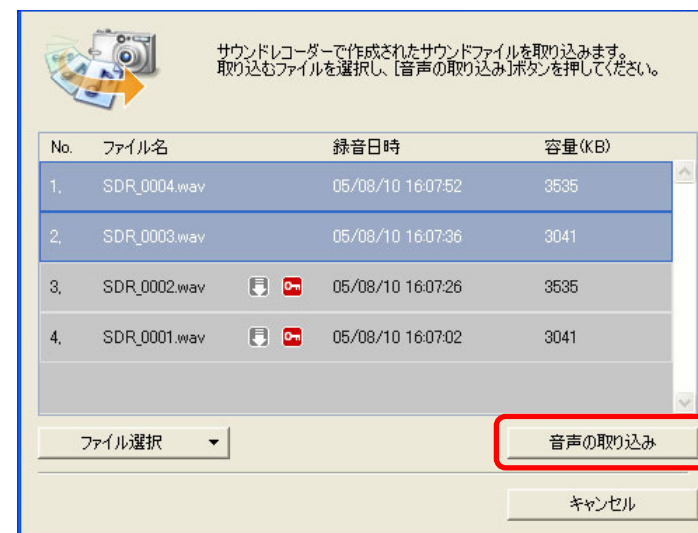 サウンドレコーダーで作成されたサウンドファイルを取り込みます。
取り込むファイルを選択し、[音声の取り込み]ボタンを押してください。
No. ファイル名 録音日時 容量(KB)
1, SDR_0004.wav 05/08/10 16:07:52 3535
2, SDR_0003.wav 05/08/10 16:07:36 3041
3, SDR_0002.wav 05/08/10 16:07:26 3535
4, SDR_0001.wav 05/08/10 16:07:02 3041
ファイル選択 音声の取り込み
キャンセル